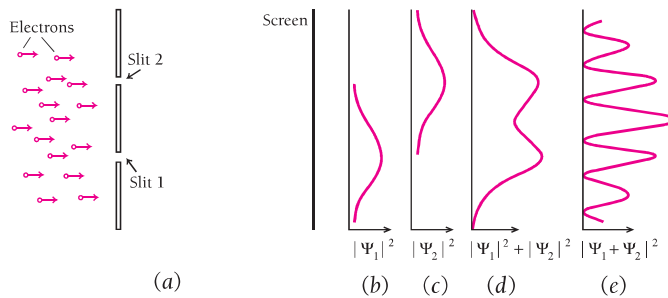 Electrons
Slit 2
Slit 1
Screen
|Ψ₁|²
|Ψ₂|²
|Ψ₁|² + |Ψ₂|²
|Ψ₁ + Ψ₂|²
(a)
(b)
(c)
(d)
(e)